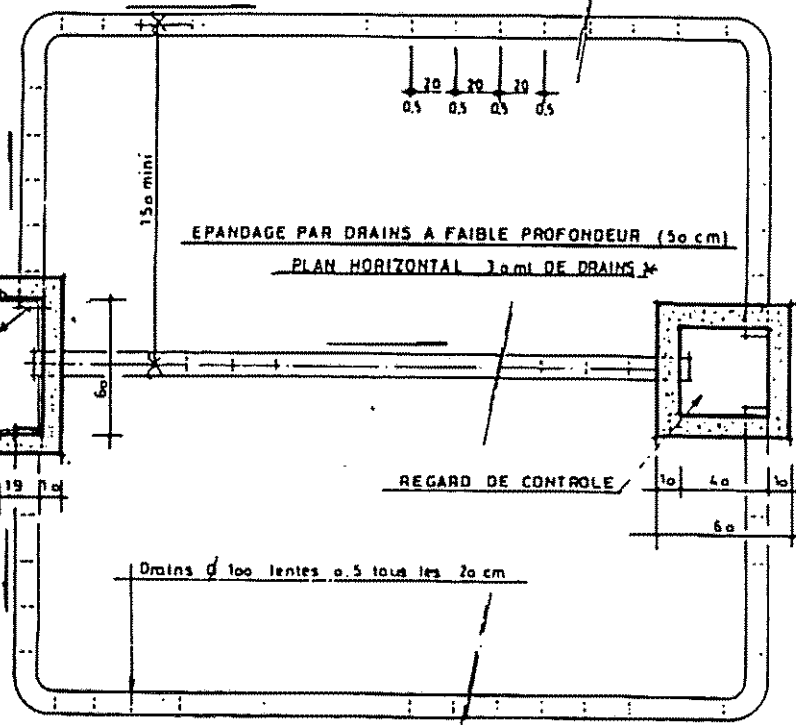 20 20 20
0.5 0.5 0.5 0.5
150 mini
EPANDAGE PAR DRAINS A FAIBLE PROFONDEUR (50 cm)
PLAN HORIZONTAL 30 ml DE DRAINS *
60
REGARD DE CONTROLE
19 10
10 40 10
60
Drains ∅ 100 fentes 0.5 tous les 20 cm